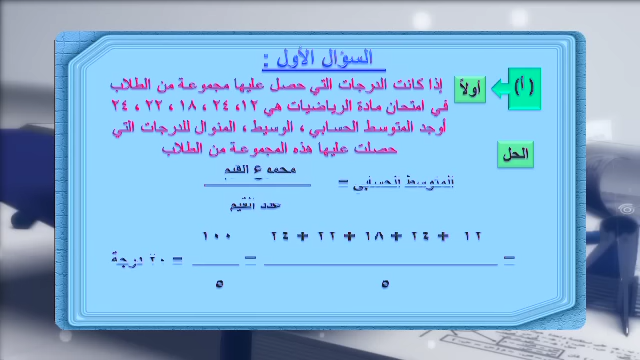 السؤال الأول :
( أ )
أولاً
إذا كانت الدرجات التي حصل عليها مجموعة من الطلاب
في امتحان مادة الرياضيات هي ١٢، ٢٤ ، ١٨ ، ٢٢ ، ٢٤
أوجد المتوسط الحسابي ، الوسيط ، المنوال للدرجات التي
حصلت عليها هذه المجموعة من الطلاب
الحل
المتوسط الحسابي = مجموع القيم
عدد القيم
= ١٢ + ٢٤ + ١٨ + ٢٢ + ٢٤ = ١٠٠ = ٢٠ درجة
٥ ٥